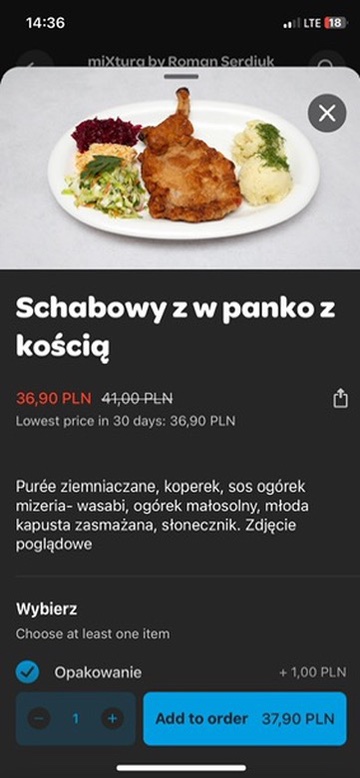 14:36
LTE 18
miXtura by Roman Serdiuk
Schabowy z w panko z
kością
36,90 PLN 41,00 PLN
Lowest price in 30 days: 36,90 PLN
Purée ziemniaczane, koperek, sos ogórek
mizeria- wasabi, ogórek małosolny, młoda
kapusta zasmażana, słonecznik. Zdjęcie
poglądowe
Wybierz
Choose at least one item
Opakowanie + 1,00 PLN
1 Add to order 37,90 PLN